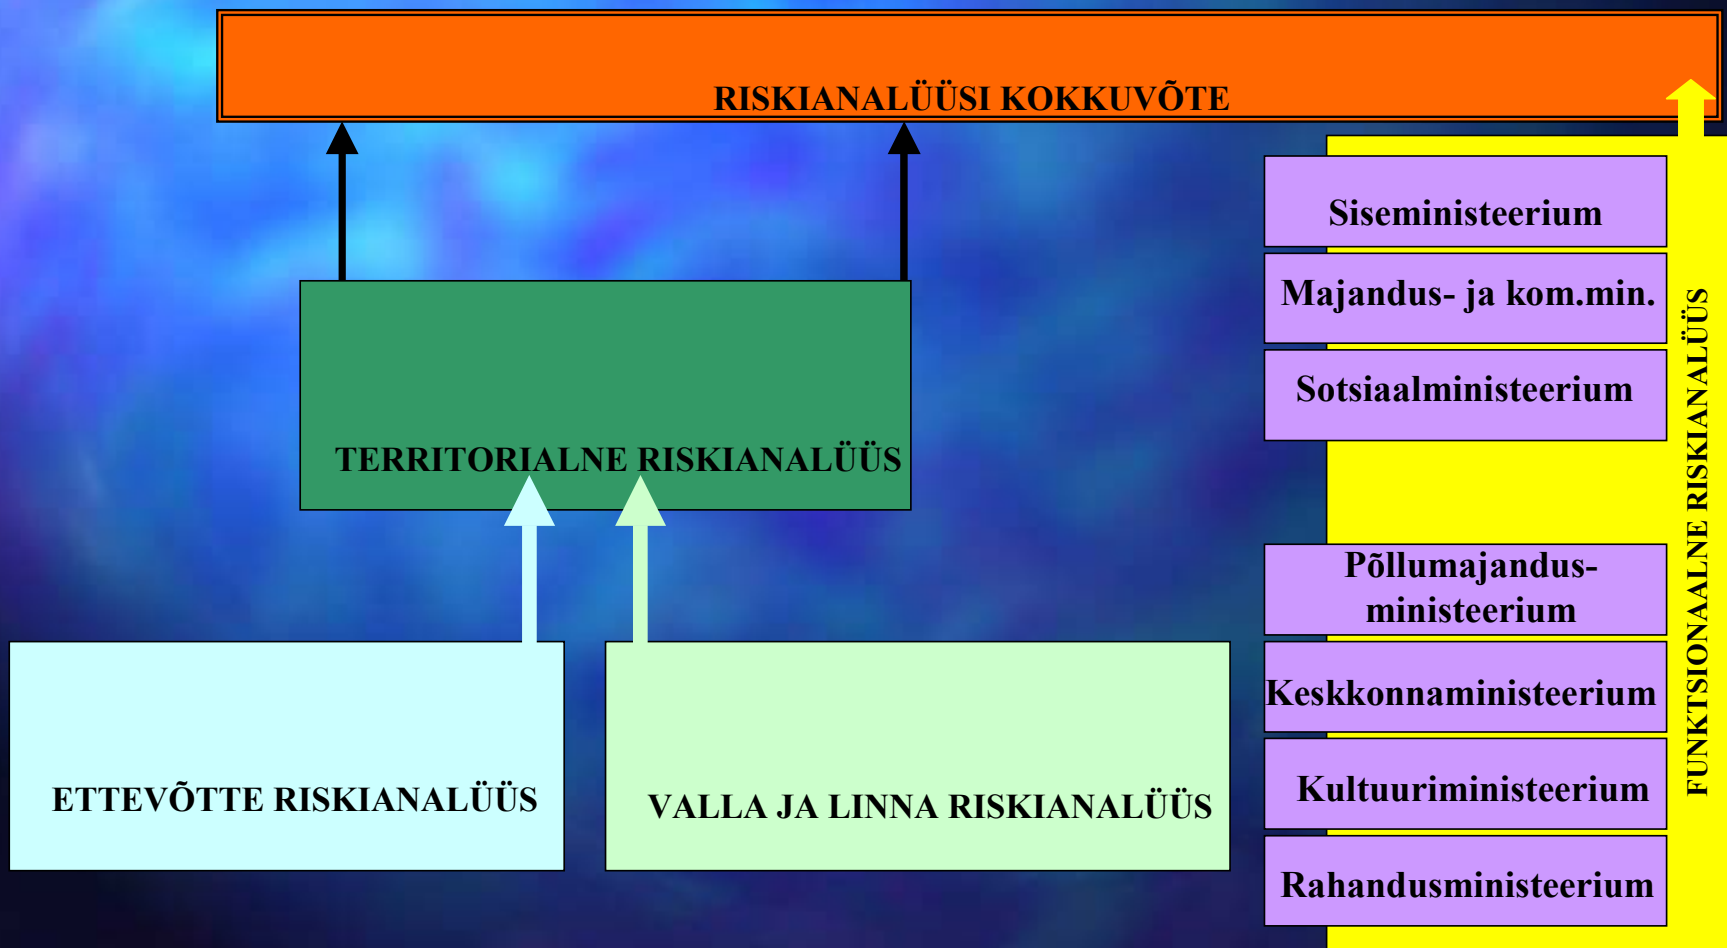 RISKIANALÜÜSI KOKKUVÕTE
TERRITORIALNE RISKIANALÜÜS
ETTEVÕTTE RISKIANALÜÜS
VALLA JA LINNA RISKIANALÜÜS
Siseministeerium
Majandus- ja kom.min.
Sotsiaalministeerium
Põllumajandus-
ministeerium
Keskkonnaministeerium
Kultuuriministeerium
Rahandusministeerium
FUNKTSIONAALNE RISKIANALÜÜS